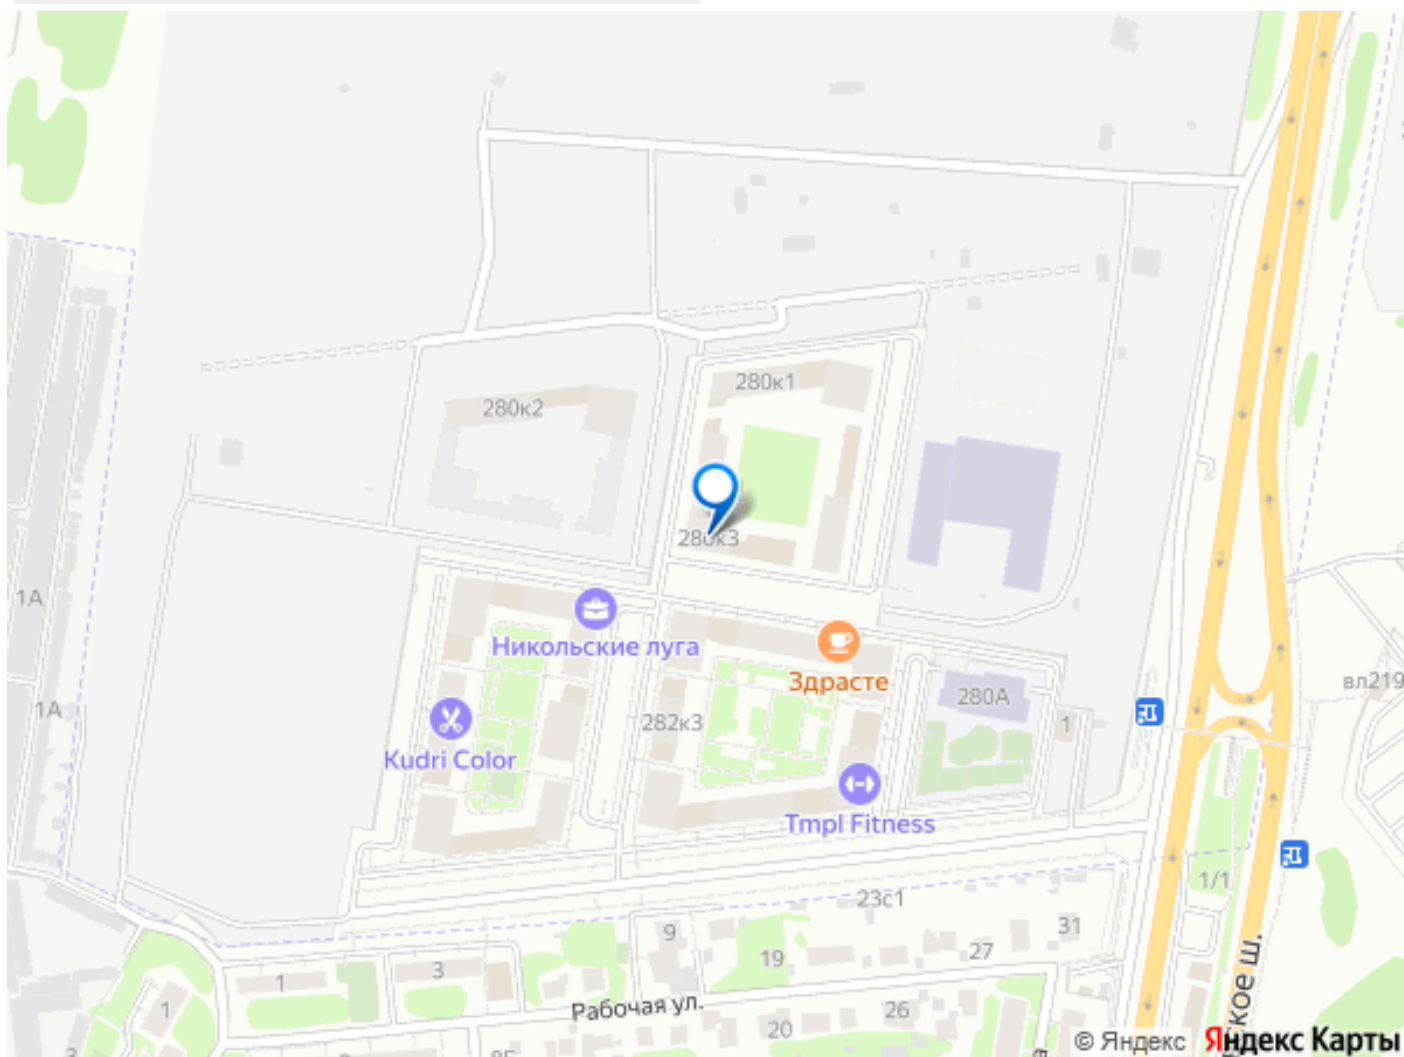 280к1
280к2
280к3
1А
Никольские луга
Здрасте
вл219
280А
1А
282к3
1
Kudri Color
Tmpl Fitness
1/1
23с1
31
9
27
19
3
1
1
Рабочая ул.
26
20
кое ш.
© Яндекс
Яндекс Карты